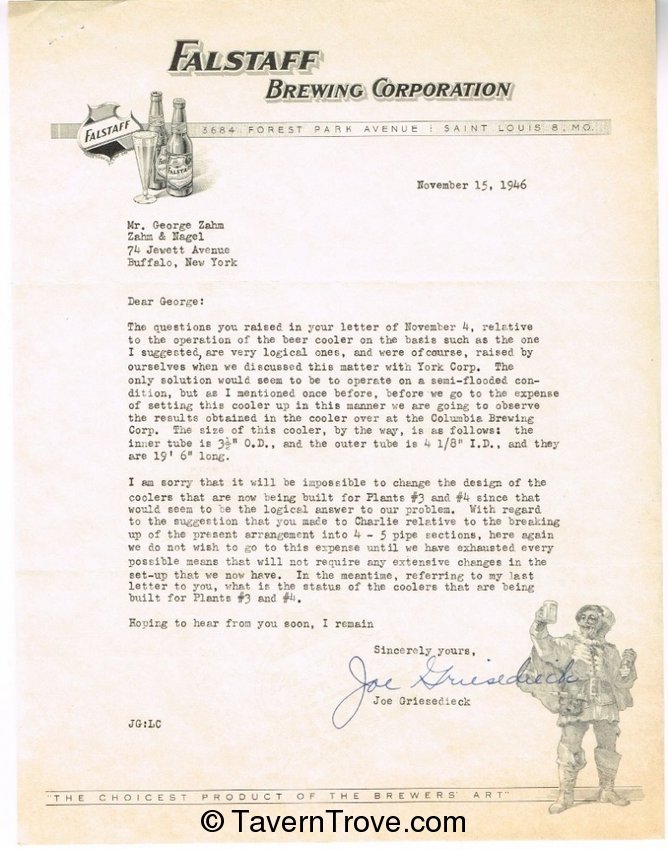 FALSTAFF
BREWING CORPORATION
FALSTAFF
3684 FOREST PARK AVENUE : SAINT LOUIS 8, MO.
FALSTAFF
November 15, 1946
Mr. George Zahm
Zahm & Nagel
74 Jewett Avenue
Buffalo, New York
Dear George:
The questions you raised in your letter of November 4, relative
to the operation of the beer cooler on the basis such as the one
I suggested, are very logical ones, and were ofcourse, raised by
ourselves when we discussed this matter with York Corp. The
only solution would seem to be to operate on a semi-flooded con-
dition, but as I mentioned once before, before we go to the expense
of setting this cooler up in this manner we are going to observe
the results obtained in the cooler over at the Columbia Brewing
Corp. The size of this cooler, by the way, is as follows: the
inner tube is 3½" O.D., and the outer tube is 4 1/8" I.D., and they
are 19' 6" long.
I am sorry that it will be impossible to change the design of the
coolers that are now being built for Plants #3 and #4 since that
would seem to be the logical answer to our problem. With regard
to the suggestion that you made to Charlie relative to the breaking
up of the present arrangement into 4 - 5 pipe sections, here again
we do not wish to go to this expense until we have exhausted every
possible means that will not require any extensive changes in the
set-up that we now have. In the meantime, referring to my last
letter to you, what is the status of the coolers that are being
built for Plants #3 and #4.
Hoping to hear from you soon, I remain
Sincerely yours,
Joe Griesedieck
Joe Griesedieck
JG:LC
"THE CHOICEST PRODUCT OF THE BREWERS' ART"
© TavernTrove.com